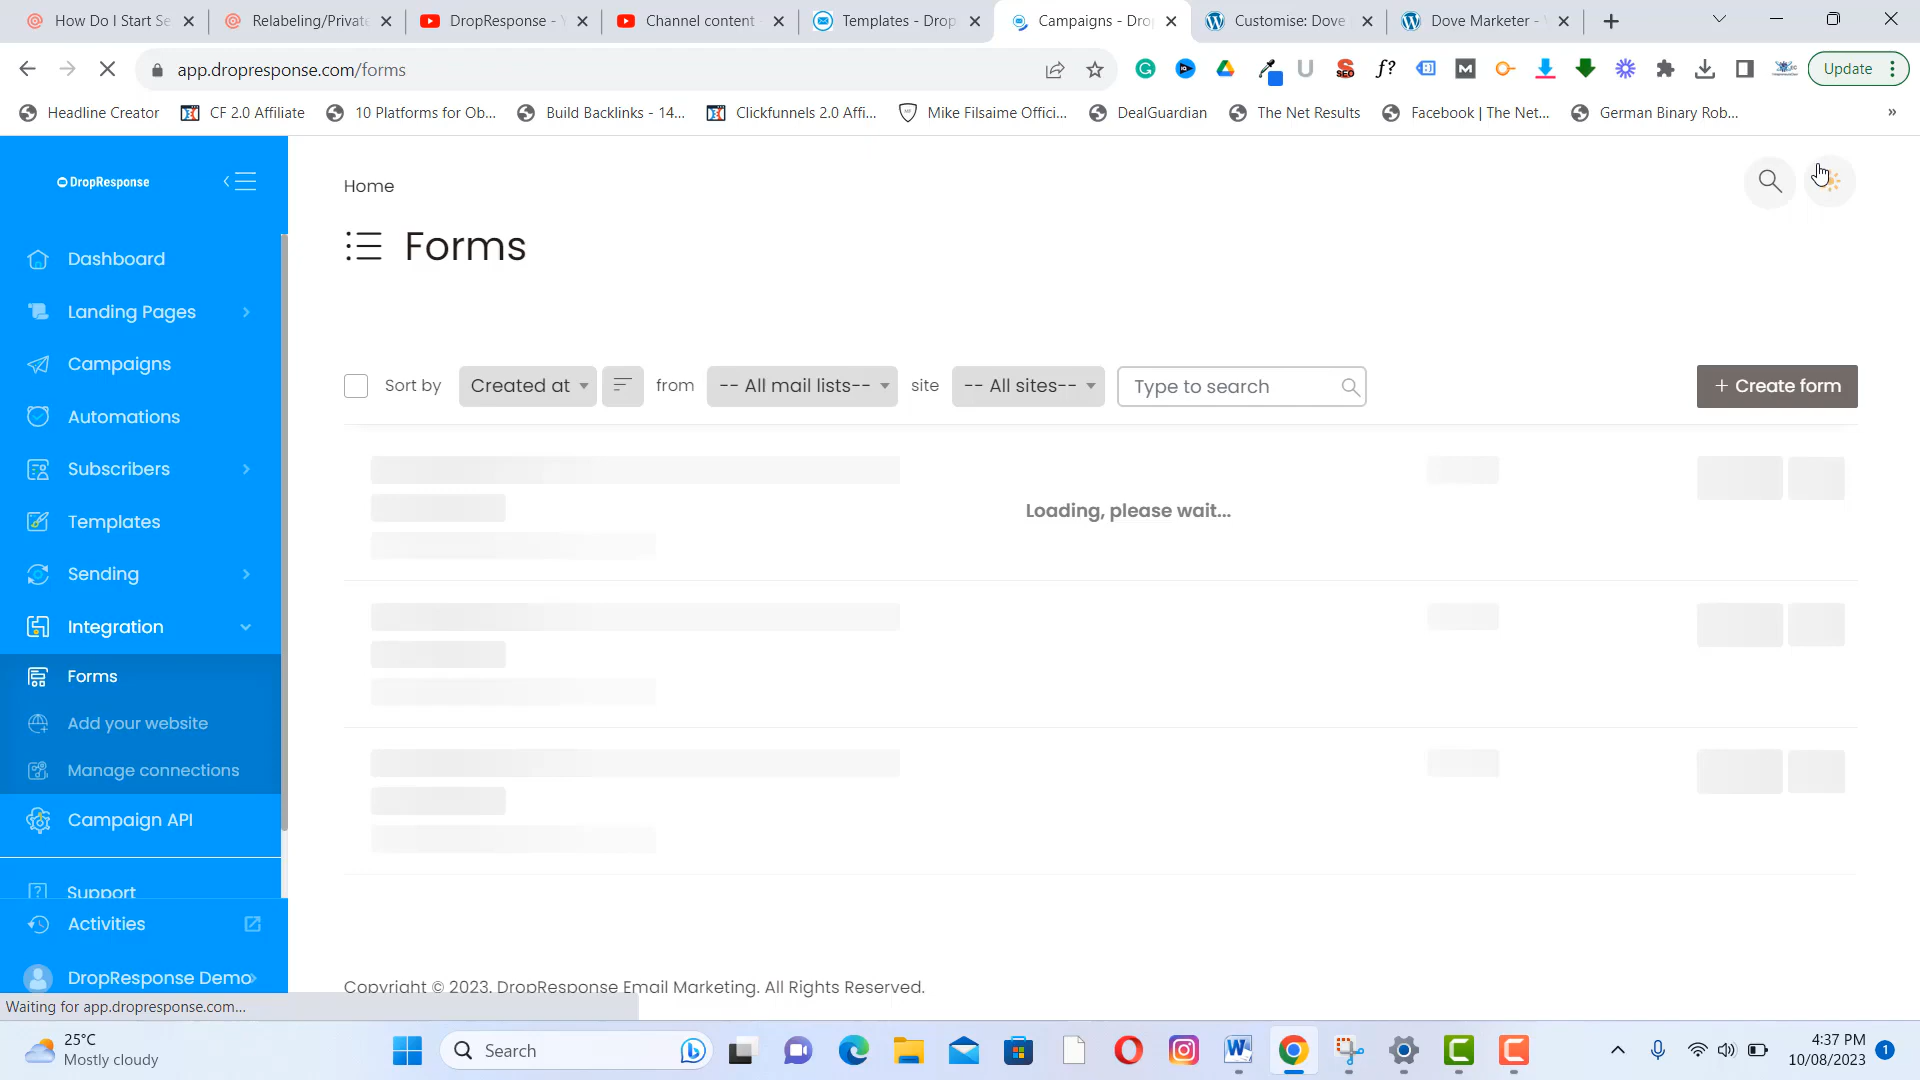 How Do I Start Se
Relabeling/Private
DropResponse - Y
Channel content -
Templates - Drop
Campaigns - Dro
Customise: Dove
Dove Marketer -
app.dropresponse.com/forms
Update
Headline Creator
CF 2.0 Affiliate
10 Platforms for Ob...
Build Backlinks - 14...
Clickfunnels 2.0 Affi...
Mike Filsaime Offici...
DealGuardian
The Net Results
Facebook | The Net...
German Binary Rob...
DropResponse
Home
Forms
Dashboard
Landing Pages
Campaigns
Automations
Subscribers
Templates
Sending
Integration
Forms
Add your website
Manage connections
Campaign API
Support
Activities
DropResponse Demo
Sort by
Created at
from
-- All mail lists--
site
-- All sites--
Type to search
+ Create form
Loading, please wait...
Copyright © 2023. DropResponse Email Marketing. All Rights Reserved.
Waiting for app.dropresponse.com...
25°C
Mostly cloudy
Search
4:37 PM
10/08/2023
1